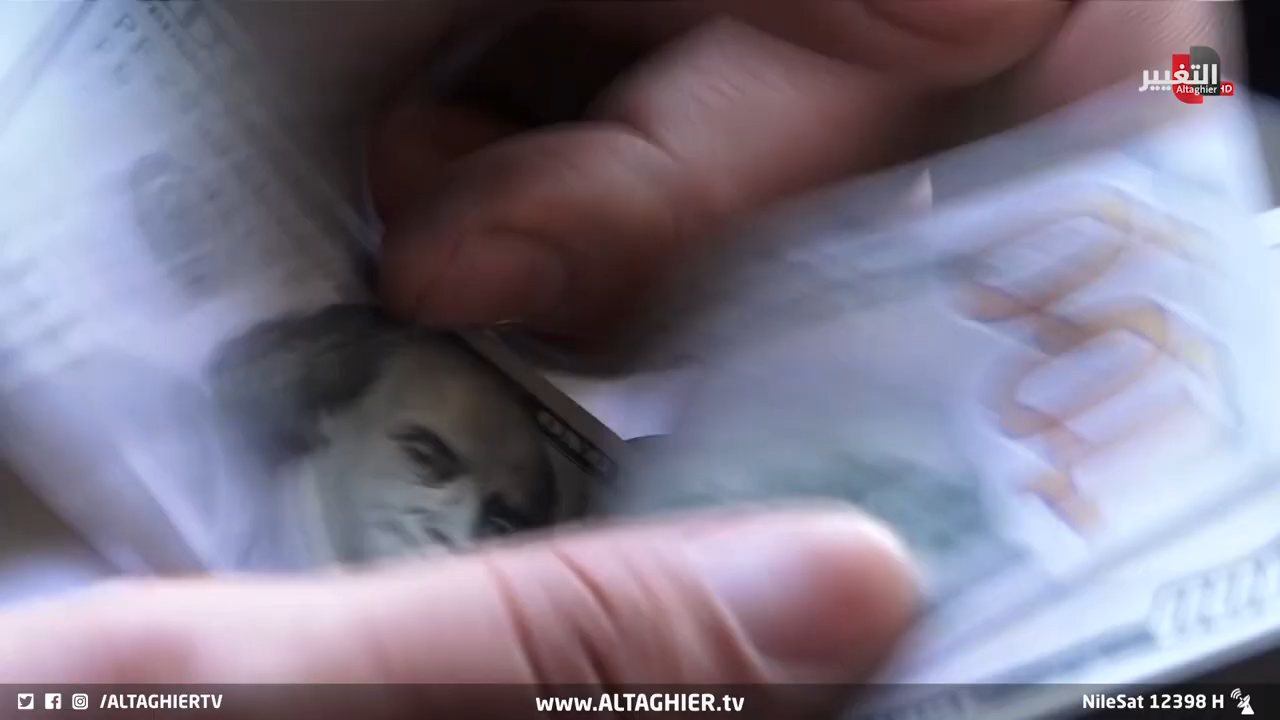 التغيير
Altaghier HD
/ALTAGHIERTV
www.ALTAGHIER.tv
NileSat 12398 H